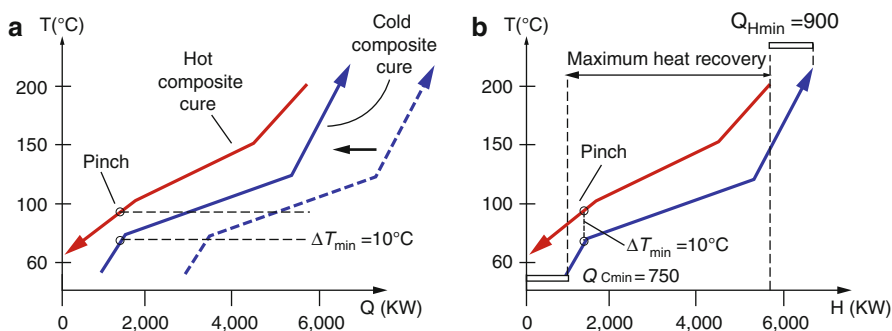 a
T(°C)
200
150
100
60
Hot
composite
cure
Cold
composite
cure
Pinch
ΔTmin =10°C
0
2,000
4,000
6,000
Q (KW)
b
T(°C)
QHmin =900
Maximum heat recovery
200
150
100
60
Pinch
ΔTmin =10°C
Q Cmin = 750
0
2,000
4,000
6,000
H (KW)